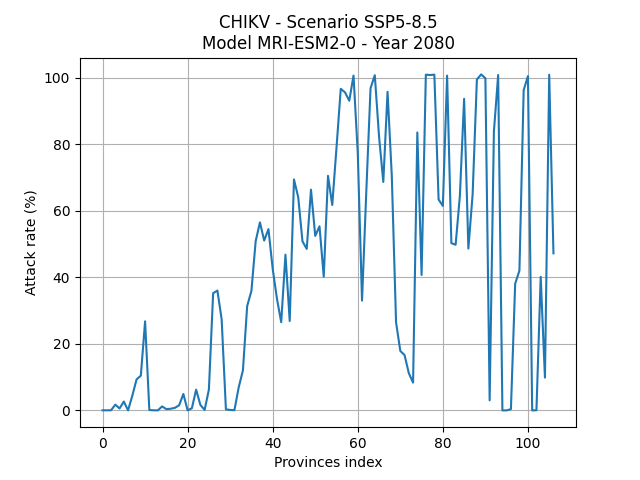 CHIKV - Scenario SSP5-8.5
Model MRI-ESM2-0 - Year 2080
Attack rate (%)
100
80
60
40
20
0
0 20 40 60 80 100
Provinces index